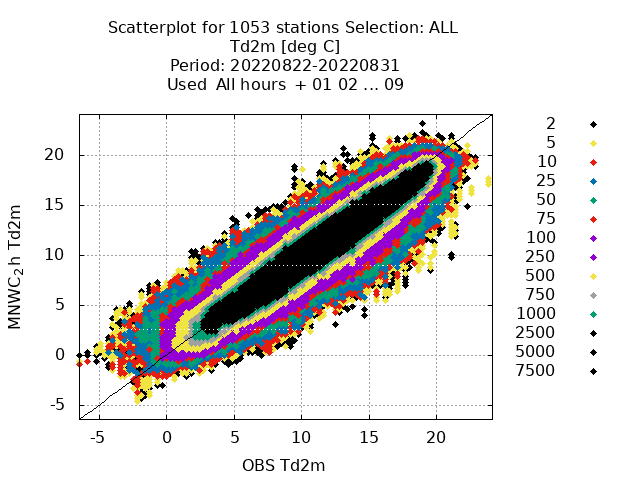 Scatterplot for 1053 stations Selection: ALL
Td2m [deg C]
Period: 20220822-20220831
Used All hours + 01 02 ... 09
MNWC_2h Td2m
20
15
10
5
0
-5
-5 0 5 10 15 20
OBS Td2m
2
5
10
25
50
75
100
250
500
750
1000
2500
5000
7500